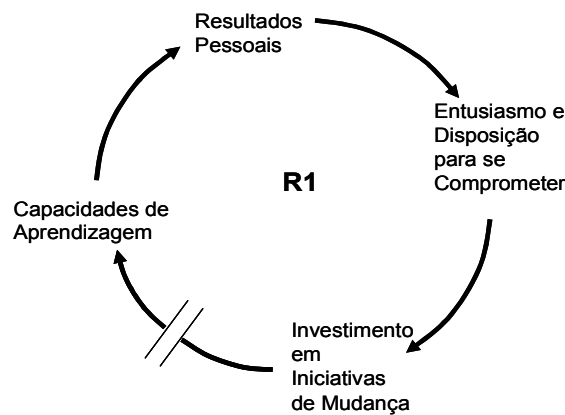 Resultados
Pessoais
Entusiasmo e
Disposição
para se
Comprometer
R1
Capacidades de
Aprendizagem
Investimento
em
Iniciativas
de Mudança